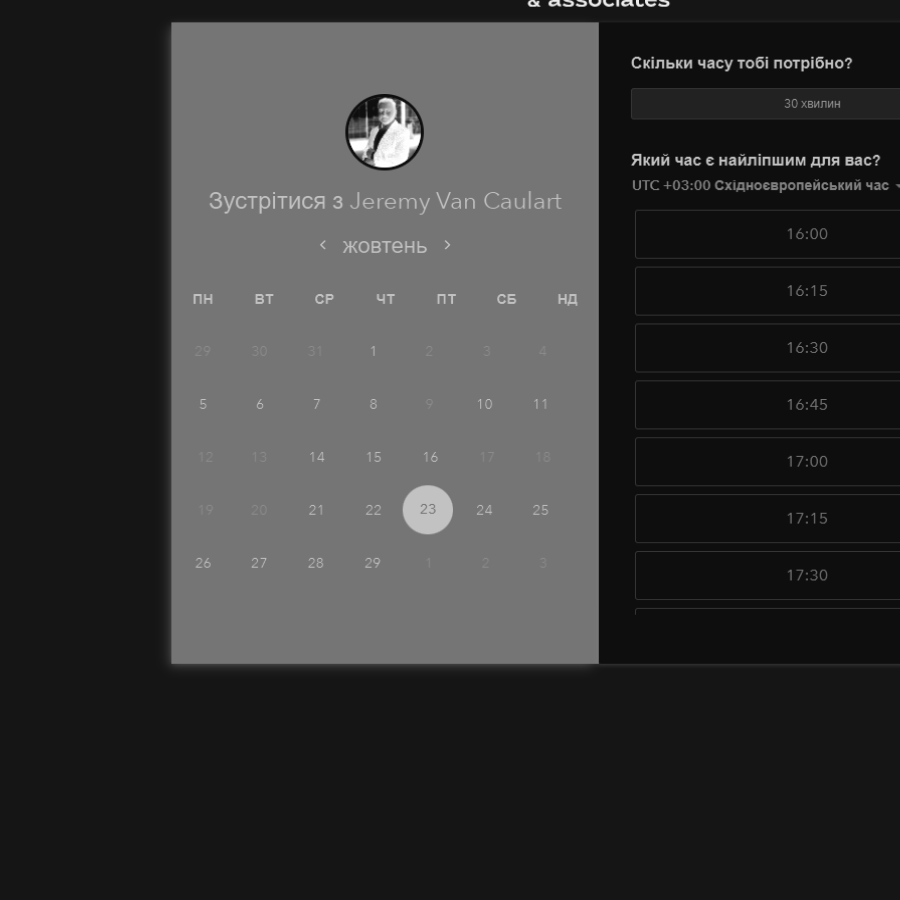 & associates
Зустрітися з Jeremy Van Caulart
жовтень
ПН ВТ СР ЧТ ПТ СБ НД
29 30 31 1 2 3 4
5 6 7 8 9 10 11
12 13 14 15 16 17 18
19 20 21 22 23 24 25
26 27 28 29 1 2 3
Скільки часу тобі потрібно?
30 хвилин
Який час є найліпшим для вас?
UTC +03:00 Східноєвропейський час
16:00
16:15
16:30
16:45
17:00
17:15
17:30